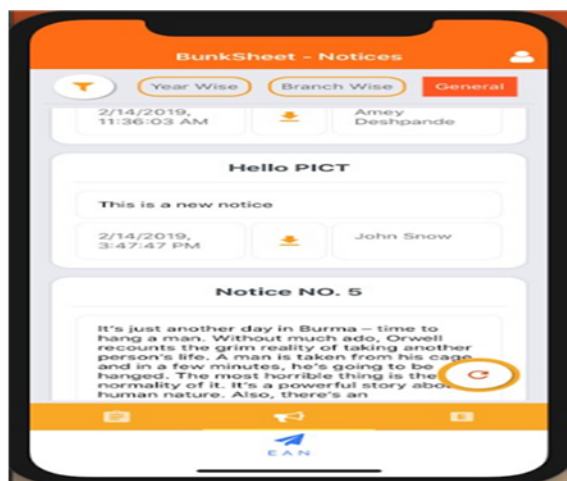 BunkSheet - Notices
Year Wise
Branch Wise
General
2/14/2019,
11:36:03 AM
Amey
Deshpande
Hello PICT
This is a new notice
2/14/2019,
3:47:47 PM
John Snow
Notice NO. 5
It's just another day in Burma – time to
hang a man. Without much ado, Orwell
recounts the grim reality of taking another
person's life. A man is taken from his cage
and in a few minutes, he's going to be
hanged. The most horrible thing is the
normality of it. It's a powerful story
human nature. Also, there's an
EAN